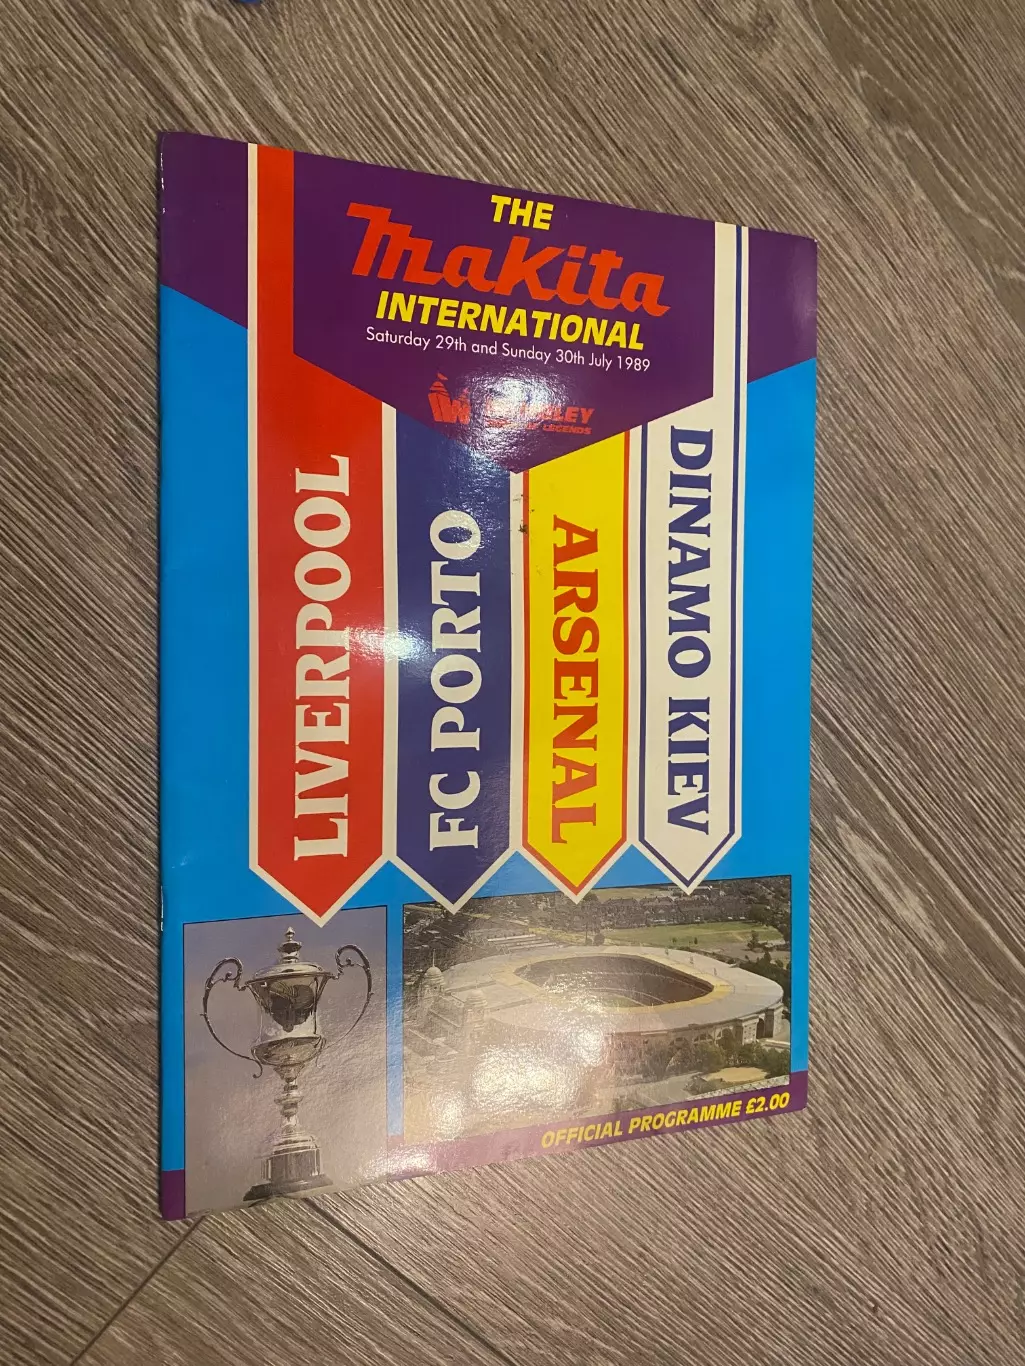 THE
makita
INTERNATIONAL
Saturday 29th and Sunday 30th July 1989
LEGENDS
LIVERPOOL
FC PORTO
ARSENAL
DINAMO KIEV
OFFICIAL PROGRAMME £2.00